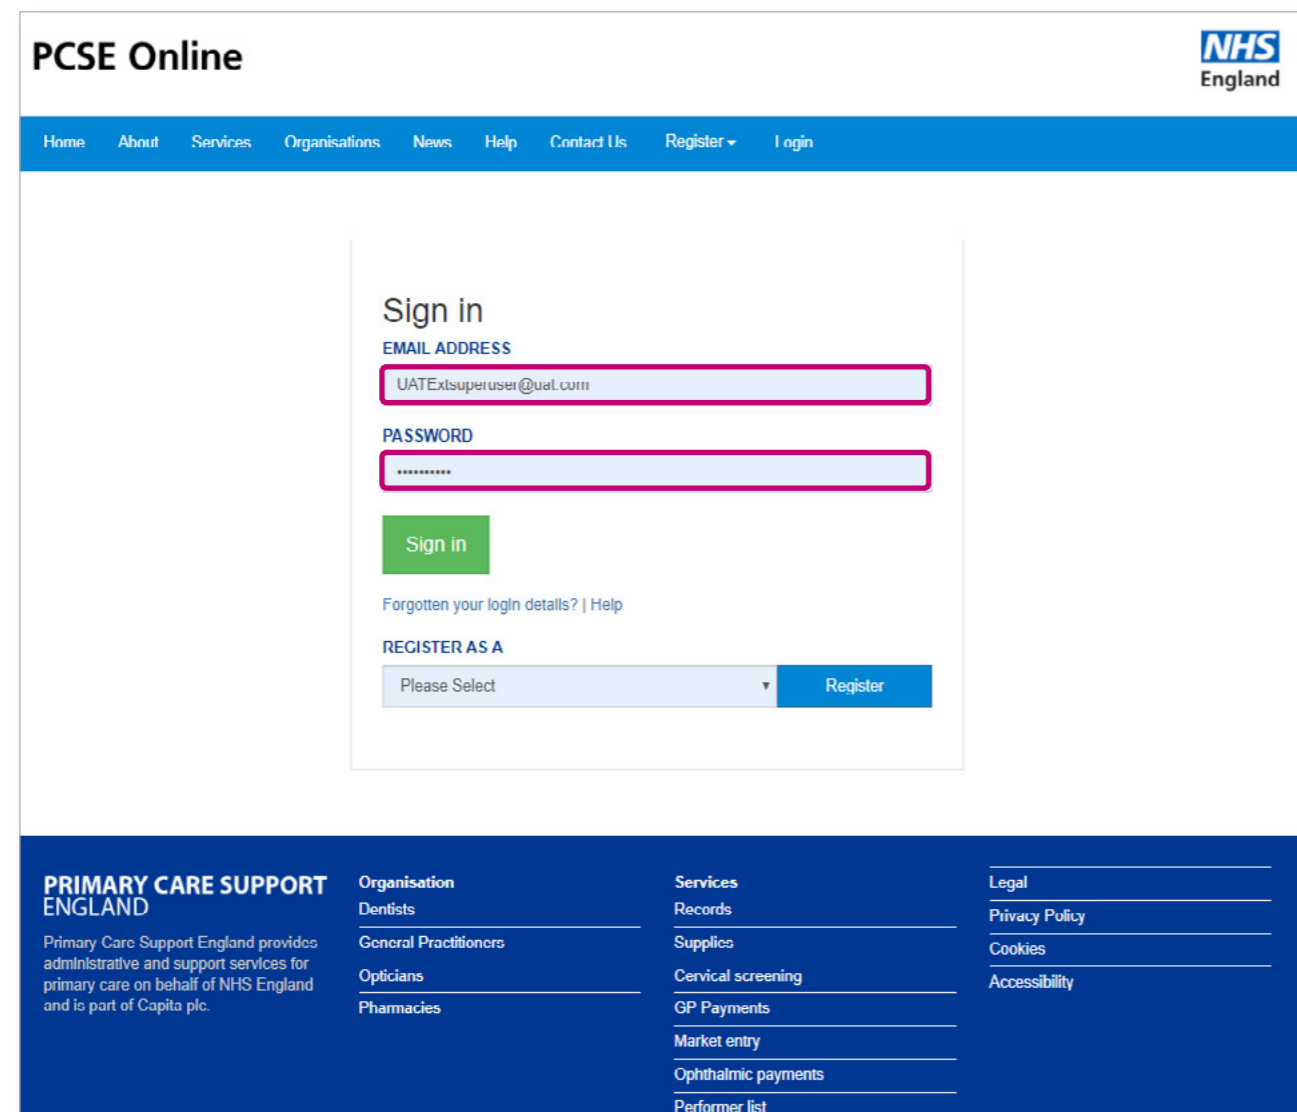 PCSE Online
NHS
England
Home About Services Organisations News Help Contact Us Register Login
Sign in
EMAIL ADDRESS
UATExtsuperuser@uat.com
PASSWORD
••••••••••
Sign in
Forgotten your login details? | Help
REGISTER AS A
Please Select
Register
PRIMARY CARE SUPPORT
ENGLAND
Primary Care Support England provides
administrative and support services for
primary care on behalf of NHS England
and is part of Capita plc.
Organisation
Dentists
General Practitioners
Opticians
Pharmacies
Services
Records
Supplies
Cervical screening
GP Payments
Market entry
Ophthalmic payments
Performer list
Legal
Privacy Policy
Cookies
Accessibility